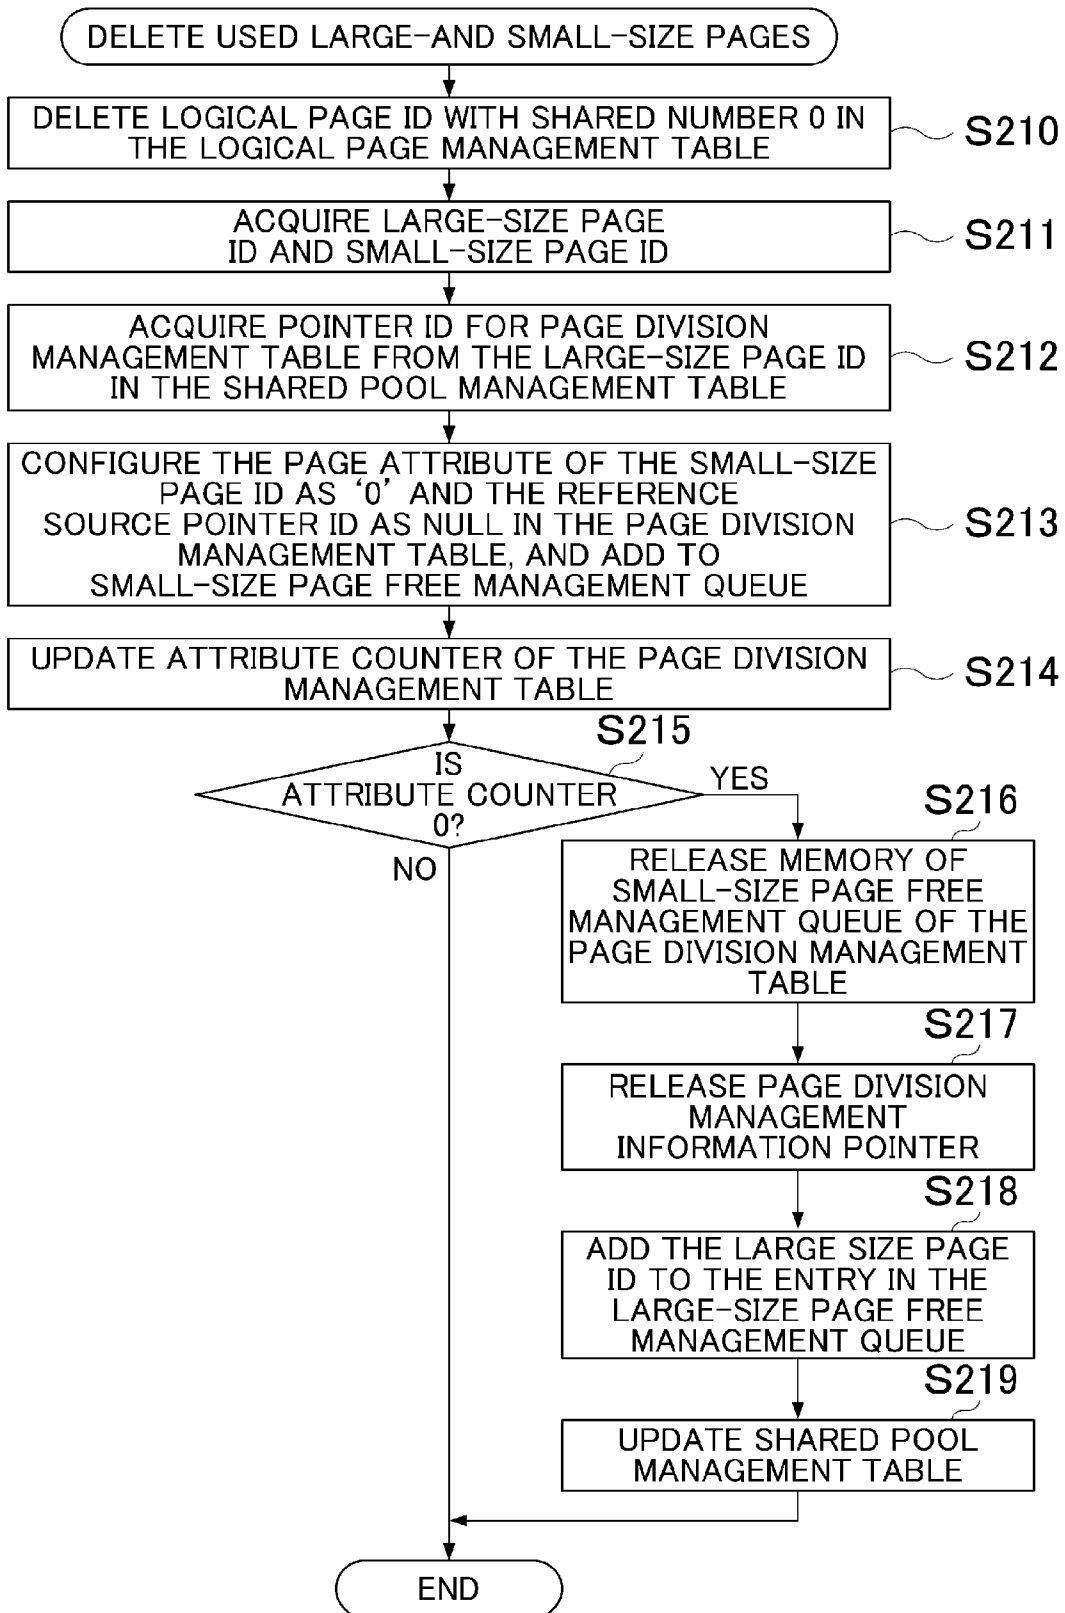 DELETE USED LARGE-AND SMALL-SIZE PAGES
DELETE LOGICAL PAGE ID WITH SHARED NUMBER 0 IN
THE LOGICAL PAGE MANAGEMENT TABLE
S210
ACQUIRE LARGE-SIZE PAGE
ID AND SMALL-SIZE PAGE ID
S211
ACQUIRE POINTER ID FOR PAGE DIVISION
MANAGEMENT TABLE FROM THE LARGE-SIZE PAGE ID
IN THE SHARED POOL MANAGEMENT TABLE
S212
CONFIGURE THE PAGE ATTRIBUTE OF THE SMALL-SIZE
PAGE ID AS ‘0’ AND THE REFERENCE
SOURCE POINTER ID AS NULL IN THE PAGE DIVISION
MANAGEMENT TABLE, AND ADD TO
SMALL-SIZE PAGE FREE MANAGEMENT QUEUE
S213
UPDATE ATTRIBUTE COUNTER OF THE PAGE DIVISION
MANAGEMENT TABLE
S214
S215
IS
ATTRIBUTE COUNTER
0?
YES
NO
S216
RELEASE MEMORY OF
SMALL-SIZE PAGE FREE
MANAGEMENT QUEUE OF THE
PAGE DIVISION MANAGEMENT
TABLE
S217
RELEASE PAGE DIVISION
MANAGEMENT
INFORMATION POINTER
S218
ADD THE LARGE SIZE PAGE
ID TO THE ENTRY IN THE
LARGE-SIZE PAGE FREE
MANAGEMENT QUEUE
S219
UPDATE SHARED POOL
MANAGEMENT TABLE
END